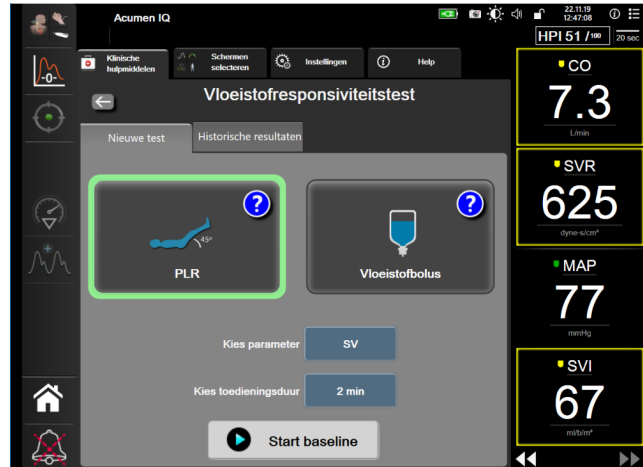 Acumen IQ
22.11.19
12:47:08
HPI 51 /100
20 sec
Klinische
hulpmiddelen
Schermen
selecteren
Instellingen
Help
-0-
Vloeistofresponsiviteitstest
Nieuwe test
Historische resultaten
?
45º
PLR
?
Vloeistofbolus
Kies parameter
SV
Kies toedieningsduur
2 min
Start baseline
CO
7.3
L/min
SVR
625
dyne-s/cm⁵
MAP
77
mmHg
SVI
67
ml/b/m²